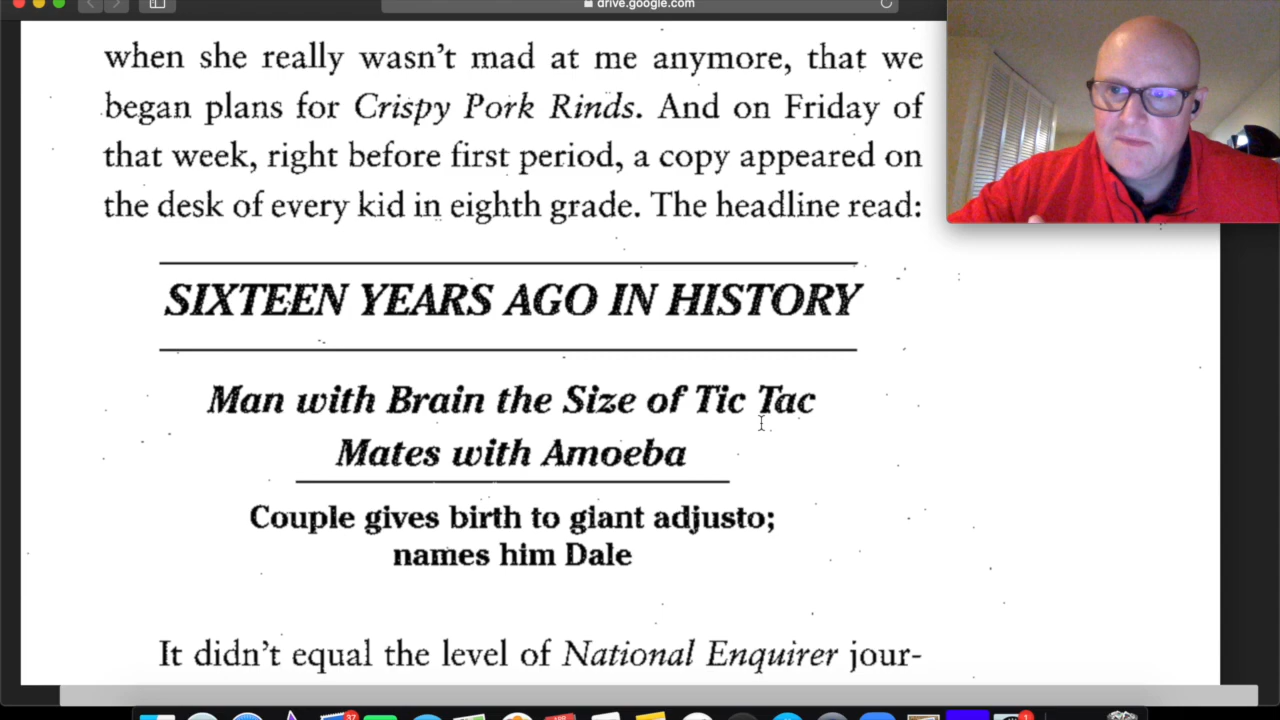 drive.google.com
when she really wasn't mad at me anymore, that we
began plans for Crispy Pork Rinds. And on Friday of
that week, right before first period, a copy appeared on
the desk of every kid in eighth grade. The headline read:
SIXTEEN YEARS AGO IN HISTORY
Man with Brain the Size of Tic Tac
Mates with Amoeba
Couple gives birth to giant adjusto;
names him Dale
It didn't equal the level of National Enquirer jour-
37
1